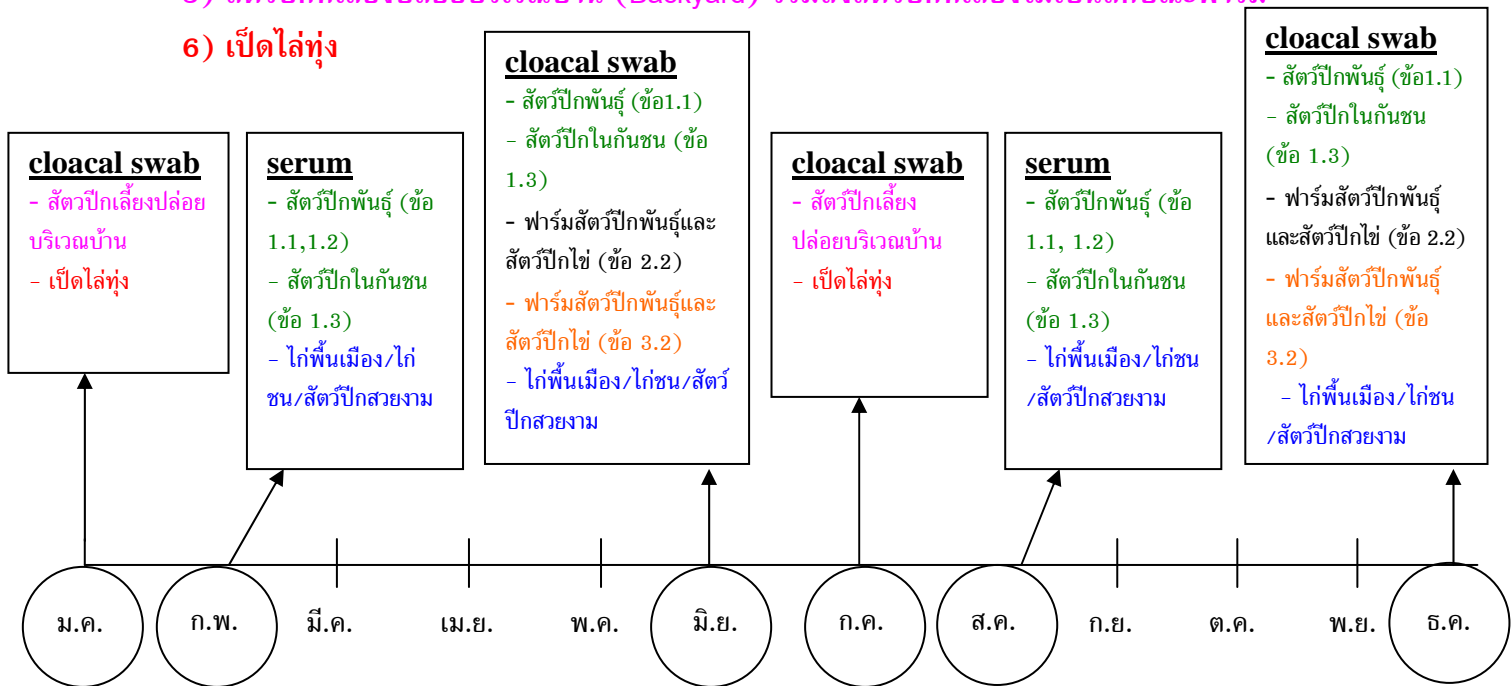 6) เป็ดไล่ทุ่ง
cloacal swab
- สัตวปีกเลี้ยงปล่อย
บริเวณบ้าน
- เป็ดไล่ทุ่ง
serum
- สัตว์ปีกพันธุ์ (ข้อ
1.1,1.2)
- สัตว์ปีกในกันชน
(ข้อ 1.3)
- ไก่พื้นเมือง/ไก่
ชน/สัตว์ปีกสวยงาม
cloacal swab
- สัตว์ปีกพันธุ์ (ข้อ1.1)
- สัตว์ปีกในกันชน (ข้อ
1.3)
- ฟาร์มสัตว์ปีกพันธุ์และ
สัตว์ปีกไข่ (ข้อ 2.2)
- ฟาร์มสัตว์ปีกพันธุ์และ
สัตว์ปีกไข่ (ข้อ 3.2)
- ไก่พื้นเมือง/ไก่ชน/สัตว์
ปีกสวยงาม
cloacal swab
- สัตว์ปีกเลี้ยง
ปล่อยบริเวณบ้าน
- เป็ดไล่ทุ่ง
serum
- สัตว์ปีกพันธุ์ (ข้อ
1.1, 1.2)
- สัตว์ปีกในกันชน
(ข้อ 1.3)
- ไก่พื้นเมือง/ไก่ชน
/สัตว์ปีกสวยงาม
cloacal swab
- สัตว์ปีกพันธุ์ (ข้อ1.1)
- สัตว์ปีกในกันชน
(ข้อ 1.3)
- ฟาร์มสัตว์ปีกพันธุ์
และสัตว์ปีกไข่ (ข้อ 2.2)
- ฟาร์มสัตว์ปีกพันธุ์
และสัตว์ปีกไข่ (ข้อ
3.2)
- ไก่พื้นเมือง/ไก่ชน
/สัตว์ปีกสวยงาม
ม.ค. ก.พ. มี.ค. เม.ย. พ.ค. มิ.ย. ก.ค. ส.ค. ก.ย. ต.ค. พ.ย. ธ.ค.